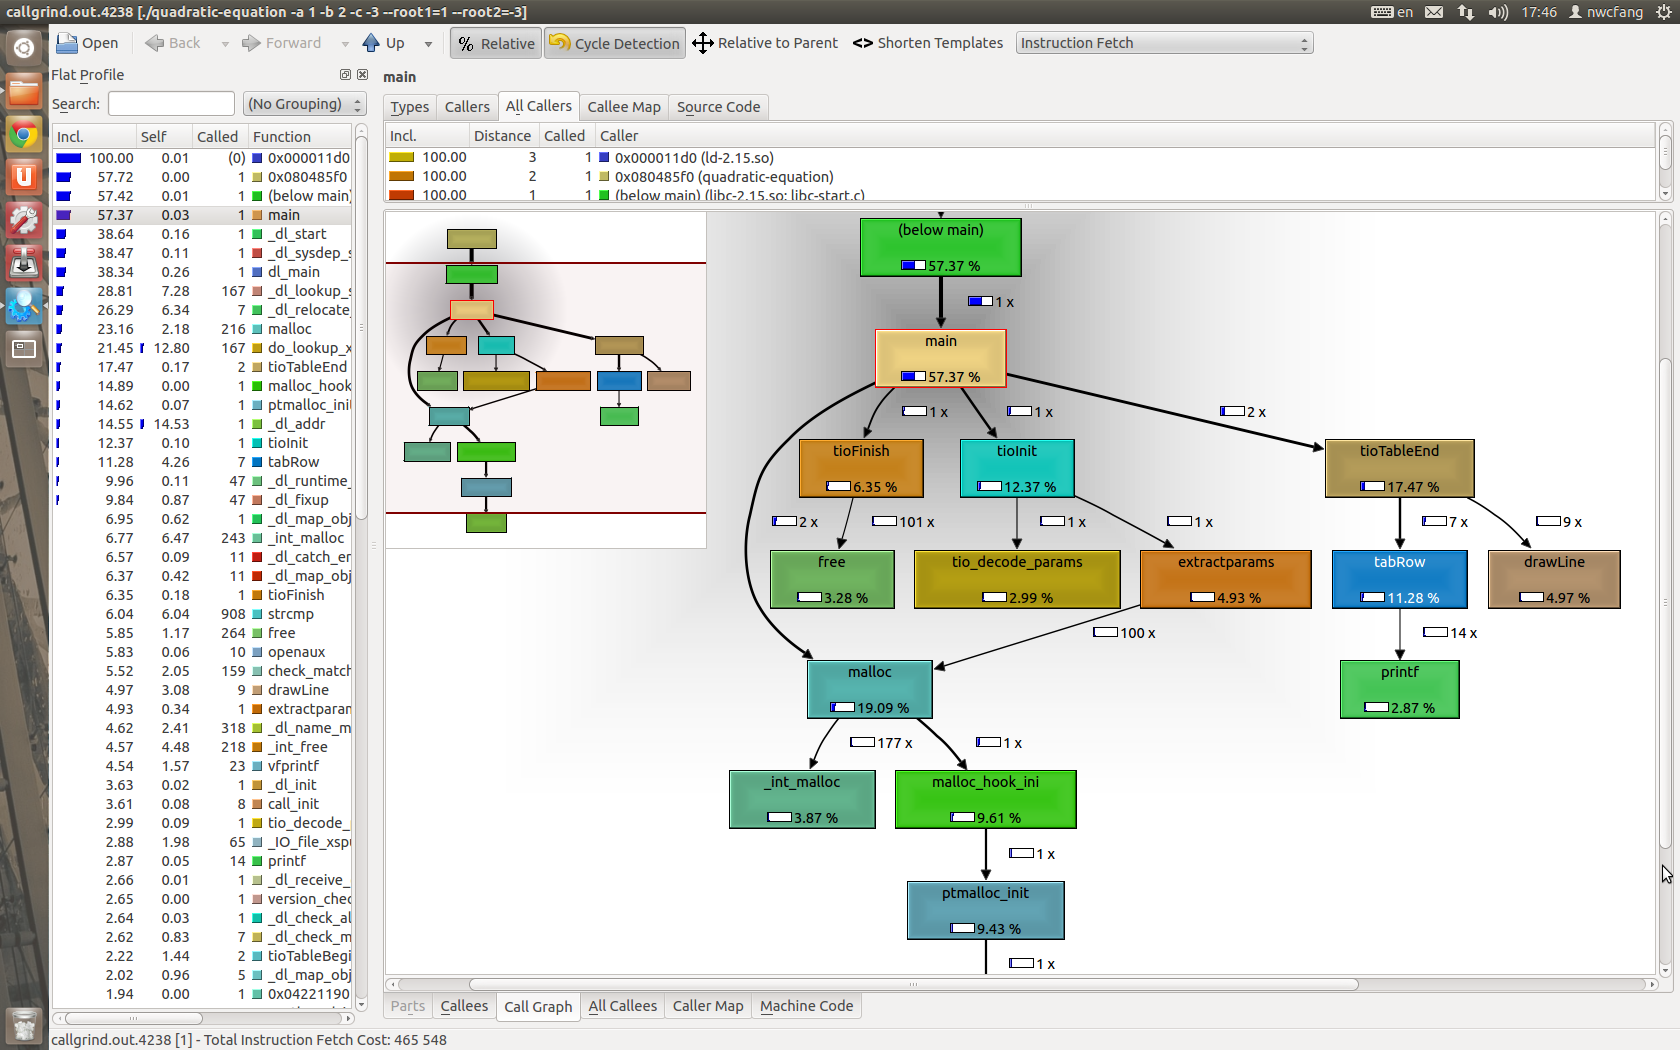 callgrind.out.4238 [./quadratic-equation -a 1 -b 2 -c -3 --root1=1 --root2=-3]
en
17:46
nwcfang
Open
Back
Forward
Up
% Relative
Cycle Detection
Relative to Parent
<> Shorten Templates
Instruction Fetch
Flat Profile
Search:
(No Grouping)
Incl. Self Called Function
100.00 0.01 (0) 0x000011d0
57.72 0.00 1 0x080485f0
57.42 0.01 1 (below main)
57.37 0.03 1 main
38.64 0.16 1 _dl_start
38.47 0.11 1 _dl_sysdep_s
38.34 0.26 1 dl_main
28.81 7.28 167 _dl_lookup_s
26.29 6.34 7 _dl_relocate_
23.16 2.18 216 malloc
21.45 12.80 167 do_lookup_x
17.47 0.17 2 tioTableEnd
14.89 0.00 1 malloc_hook
14.62 0.07 1 ptmalloc_ini
14.55 14.53 1 _dl_addr
12.37 0.10 1 tioInit
11.28 4.26 7 tabRow
9.96 0.11 47 _dl_runtime_
9.84 0.87 47 _dl_fixup
6.95 0.62 1 _dl_map_obj
6.77 6.47 243 _int_malloc
6.57 0.09 11 _dl_catch_er
6.37 0.42 11 _dl_map_obj
6.35 0.18 1 tioFinish
6.04 6.04 908 strcmp
5.85 1.17 264 free
5.83 0.06 10 openaux
5.52 2.05 159 check_match
4.97 3.08 9 drawLine
4.93 0.34 1 extractparam
4.62 2.41 318 _dl_name_m
4.57 4.48 218 _int_free
4.54 1.57 23 vfprintf
3.63 0.02 1 _dl_init
3.61 0.08 8 call_init
2.99 0.09 1 tio_decode_
2.88 1.98 65 _IO_file_xspu
2.87 0.05 14 printf
2.66 0.01 1 _dl_receive_
2.65 0.00 1 version_chec
2.64 0.03 1 _dl_check_al
2.62 0.83 7 _dl_check_m
2.22 1.44 2 tioTableBegi
2.02 0.96 5 _dl_map_obj
1.94 0.00 1 0x04221190
main
Types
Callers
All Callers
Callee Map
Source Code
Incl. Distance Called Caller
100.00 3 1 0x000011d0 (ld-2.15.so)
100.00 2 1 0x080485f0 (quadratic-equation)
100.00 1 1 (below main) (libc-2.15.so: libc-start.c)
(below main)
57.37 %
1 x
main
57.37 %
1 x
1 x
2 x
tioFinish
6.35 %
tioInit
12.37 %
tioTableEnd
17.47 %
2 x
101 x
1 x
1 x
7 x
9 x
free
3.28 %
tio_decode_params
2.99 %
extractparams
4.93 %
tabRow
11.28 %
drawLine
4.97 %
100 x
14 x
malloc
19.09 %
printf
2.87 %
177 x
1 x
_int_malloc
3.87 %
malloc_hook_ini
9.61 %
1 x
ptmalloc_init
9.43 %
1 x
Parts
Callees
Call Graph
All Callees
Caller Map
Machine Code
callgrind.out.4238 [1] - Total Instruction Fetch Cost: 465 548